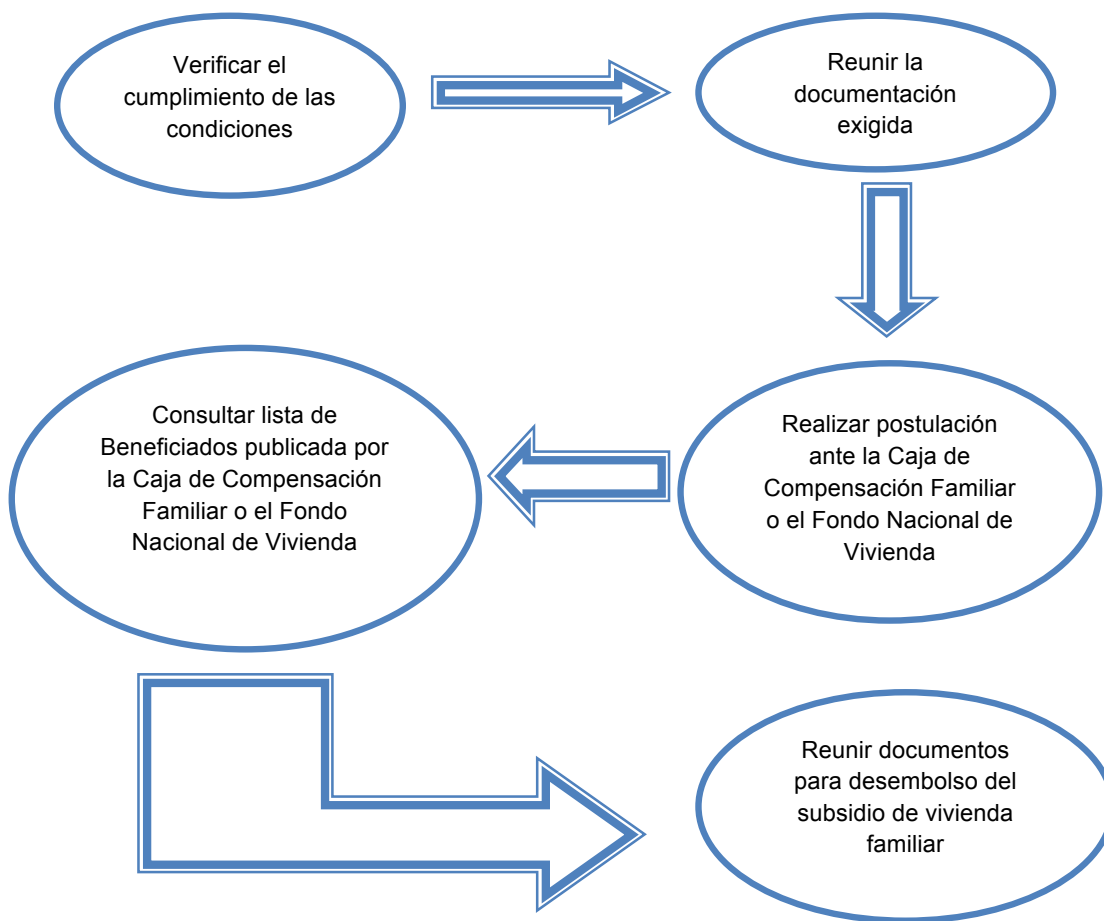 Verificar el
cumplimiento de las
condiciones
Reunir la
documentación
exigida
Realizar postulación
ante la Caja de
Compensación Familiar
o el Fondo Nacional de
Vivienda
Consultar lista de
Beneficiados publicada por
la Caja de Compensación
Familiar o el Fondo
Nacional de Vivienda
Reunir documentos
para desembolso del
subsidio de vivienda
familiar